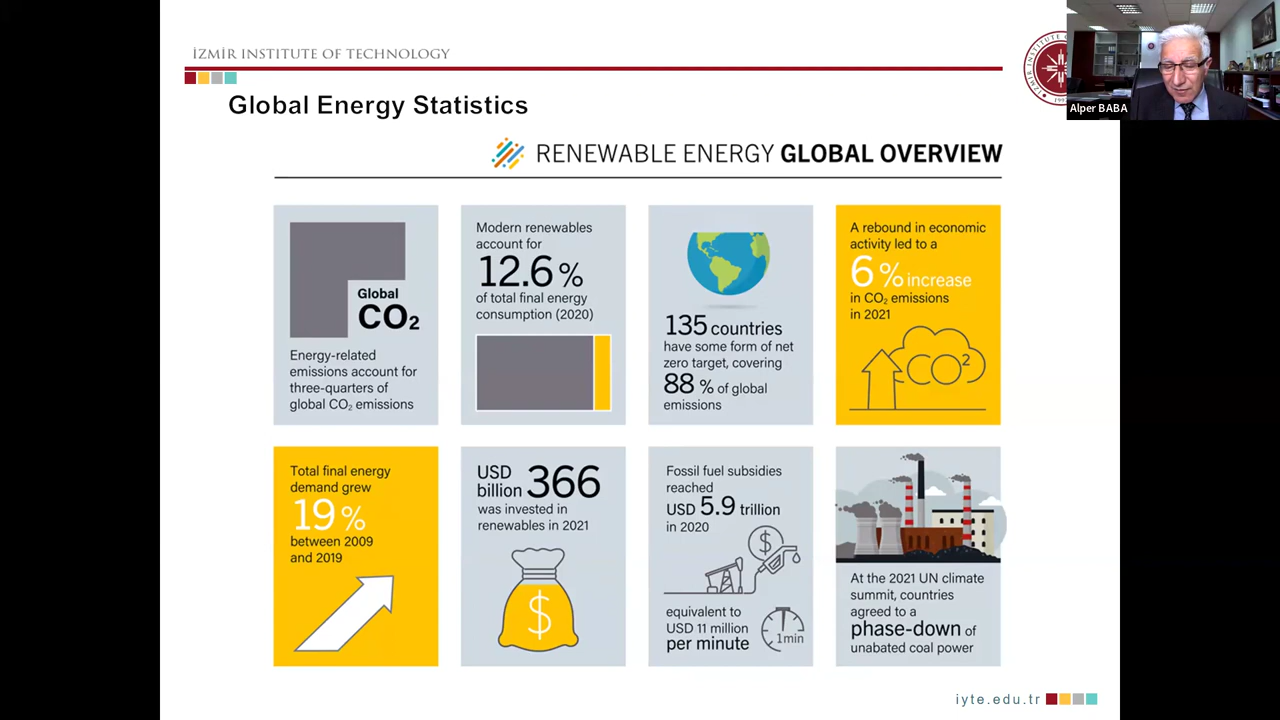 İZMİR INSTITUTE OF TECHNOLOGY
Alper BABA
Global Energy Statistics
RENEWABLE ENERGY GLOBAL OVERVIEW
Global
CO₂
Energy-related
emissions account for
three-quarters of
global CO₂ emissions
Modern renewables
account for
12.6 %
of total final energy
consumption (2020)
135 countries
have some form of net
zero target, covering
88 % of global
emissions
A rebound in economic
activity led to a
6 % increase
in CO₂ emissions
in 2021
CO²
Total final energy
demand grew
19 %
between 2009
and 2019
USD
billion 366
was invested in
renewables in 2021
$
Fossil fuel subsidies
reached
USD 5.9 trillion
in 2020
$
equivalent to
USD 11 million
per minute
1min
At the 2021 UN climate
summit, countries
agreed to a
phase-down of
unabated coal power
iyte.edu.tr